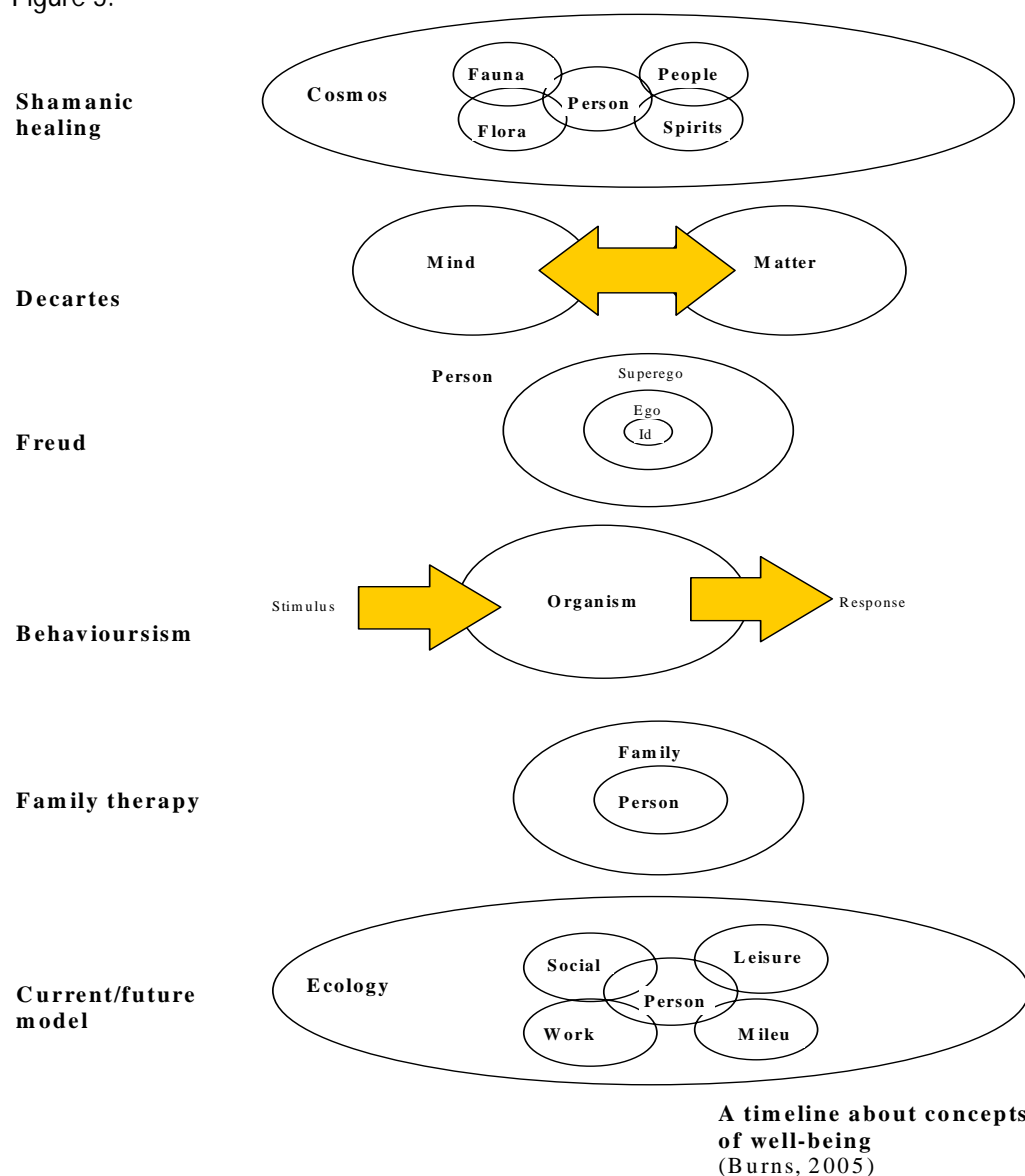 Figure 3.
Cosmos
Fauna
People
Person
Flora
Spirits
Shamanic
healing
Mind
Matter
Decartes
Person
Superego
Ego
Id
Freud
Stimulus
Organism
Response
Behavioursism
Family
Person
Family therapy
Ecology
Social
Leisure
Person
Work
Mileu
Current/future
model
A timeline about concepts
of well-being
(Burns, 2005)